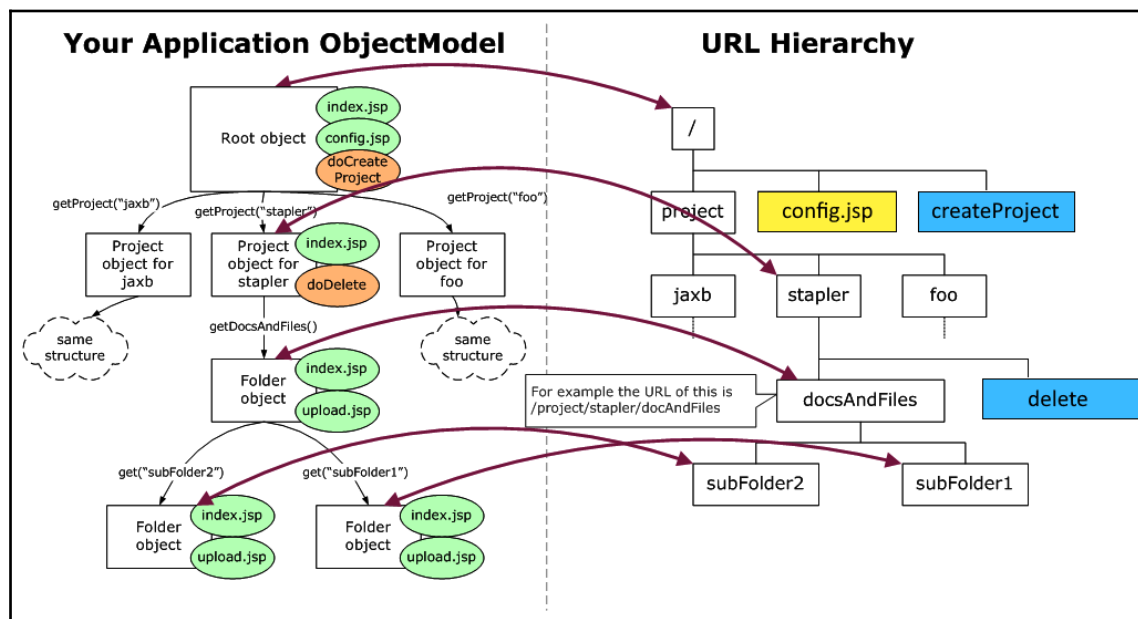 Your Application ObjectModel
URL Hierarchy
index.jsp
Root object
config.jsp
doCreate
Project
/
getProject("jaxb")
getProject("stapler")
getProject("foo")
project
config.jsp
createProject
Project
object for
jaxb
Project
object for
stapler
index.jsp
doDelete
Project
object for
foo
jaxb
stapler
foo
same
structure
getDocsAndFiles()
same
structure
Folder
object
index.jsp
upload.jsp
For example the URL of this is
/project/stapler/docAndFiles
docsAndFiles
delete
get("subFolder2")
get("subFolder1")
subFolder2
subFolder1
Folder
object
index.jsp
upload.jsp
Folder
object
index.jsp
upload.jsp